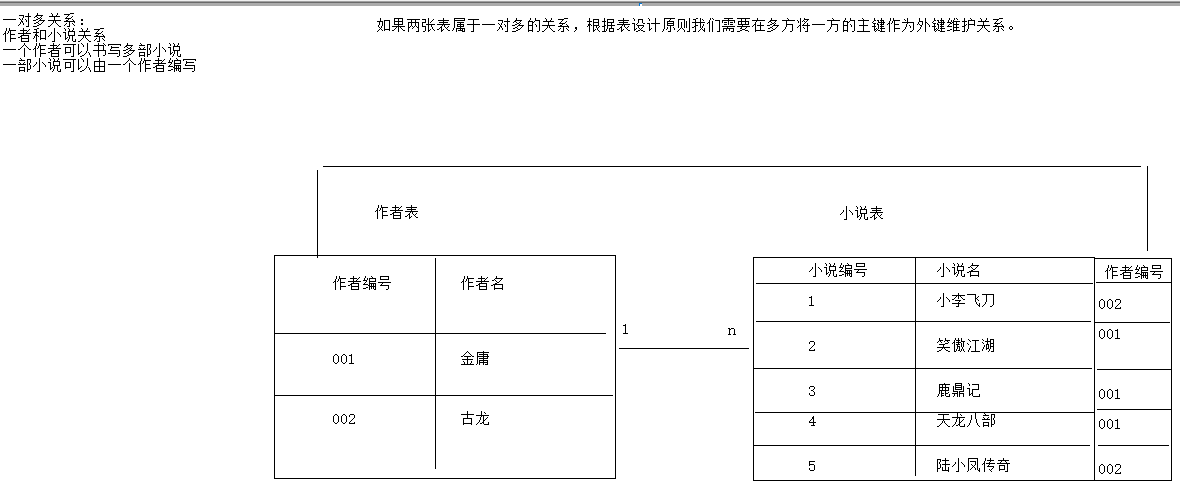 一对多关系：
作者和小说关系
一个作者可以书写多部小说
一部小说可以由一个作者编写
如果两张表属于一对多的关系，根据表设计原则我们需要在多方将一方的主键作为外键维护关系。
作者表
作者编号 作者名
001 金庸
002 古龙
1 n
小说表
小说编号 小说名 作者编号
1 小李飞刀 002
2 笑傲江湖 001
3 鹿鼎记 001
4 天龙八部 001
5 陆小凤传奇 002